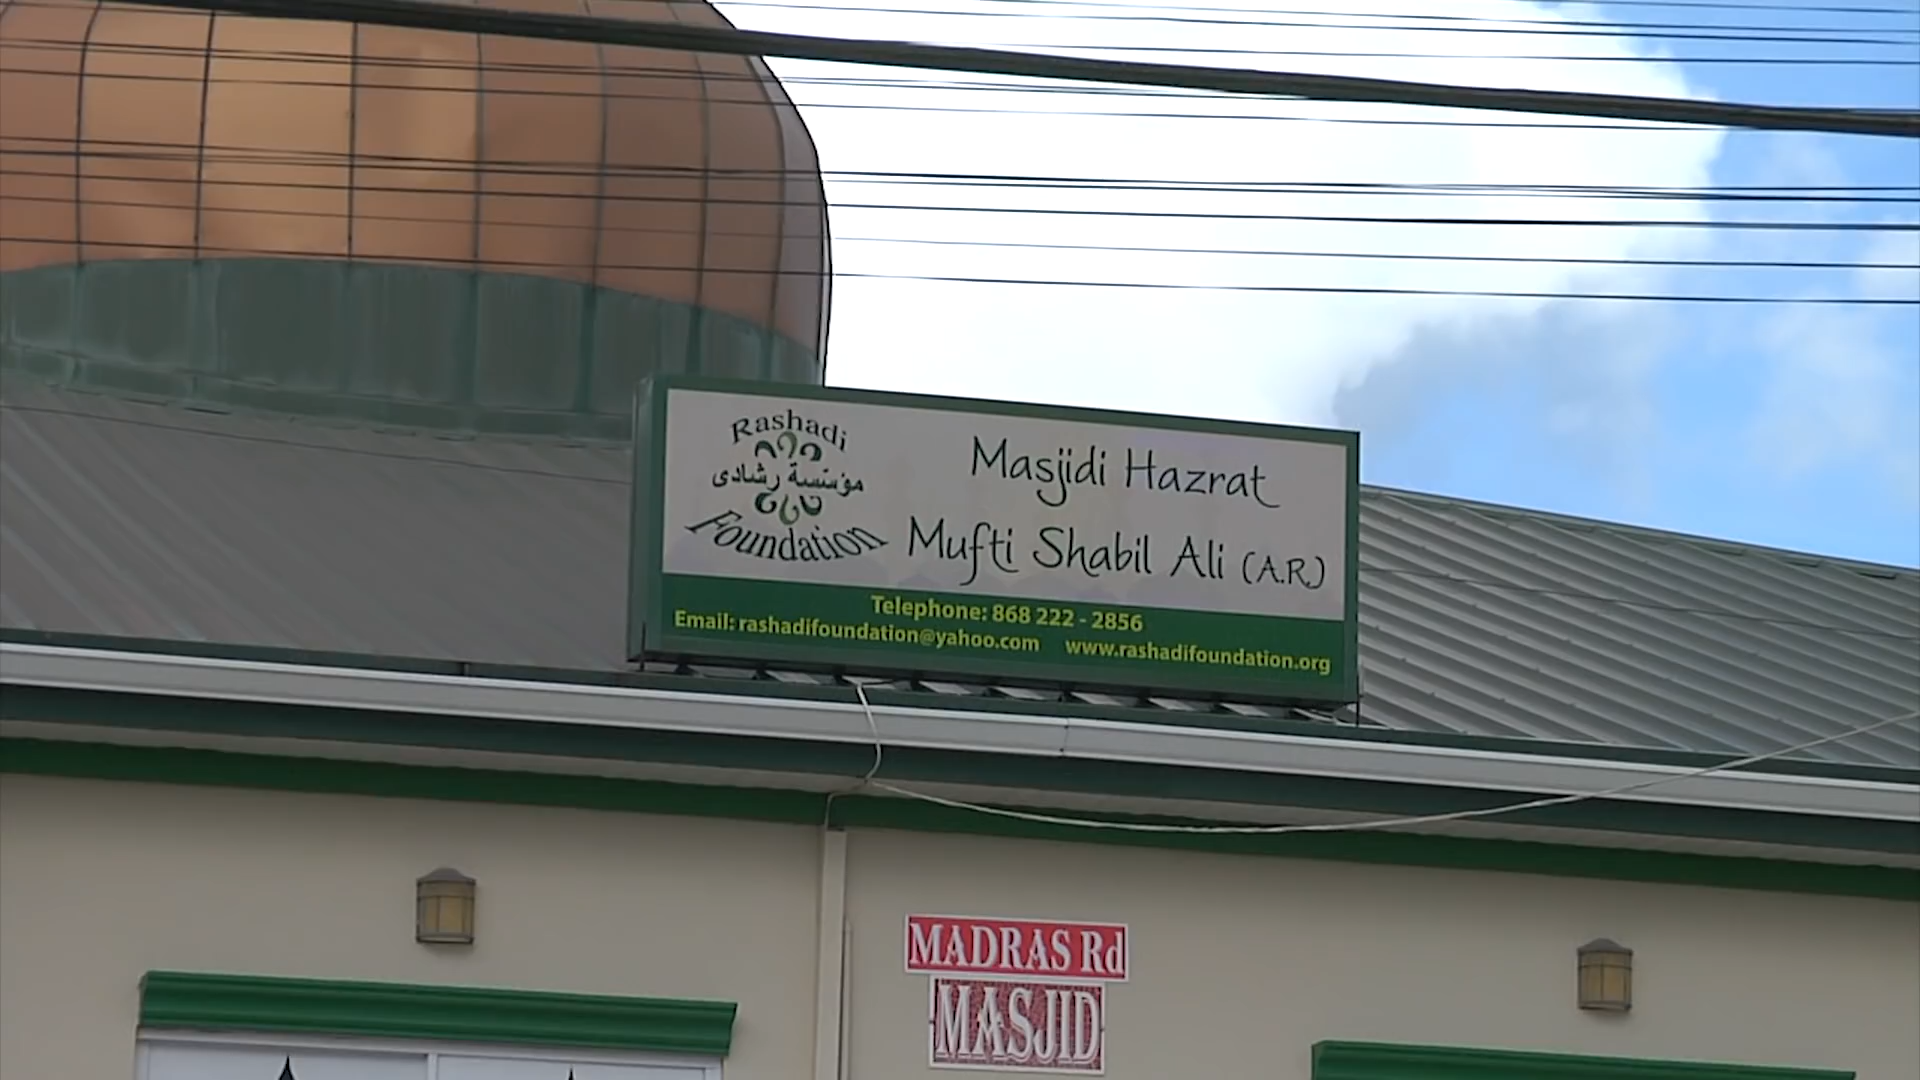 Rashadi
مؤسسة رشادى
Foundation
Masjidi Hazrat
Mufti Shabil Ali (A.R.)
Telephone: 868 222 - 2856
Email: rashadifoundation@yahoo.com www.rashadifoundation.org
MADRAS Rd
MASJID